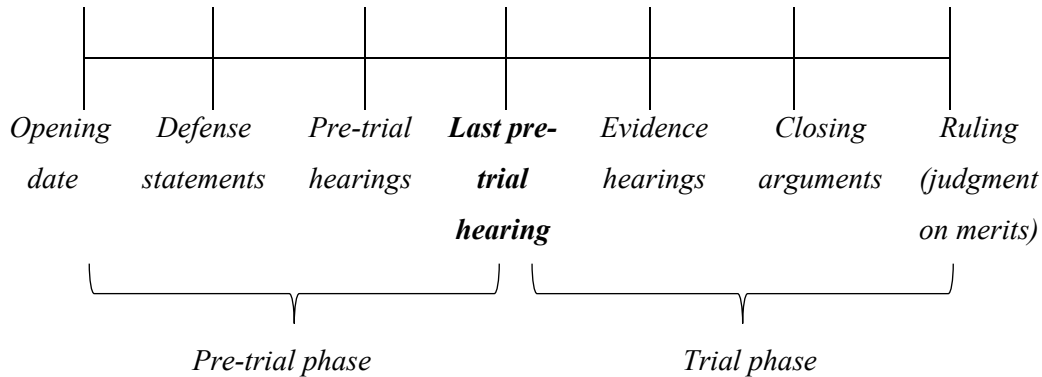 Opening date
Defense statements
Pre-trial hearings
Last pre-trial hearing
Evidence hearings
Closing arguments
Ruling (judgment on merits)
Pre-trial phase
Trial phase